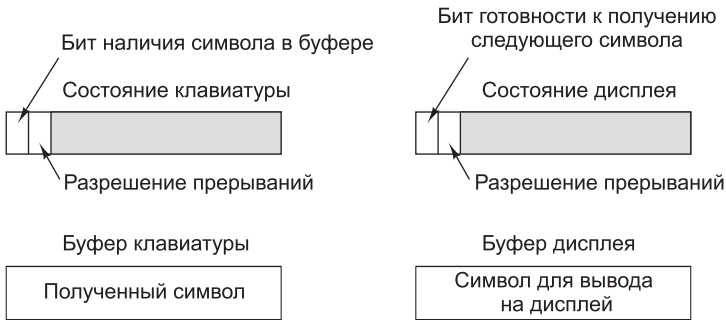 Бит наличия символа в буфере
Состояние клавиатуры
Разрешение прерываний
Буфер клавиатуры
Полученный символ
Бит готовности к получению
следующего символа
Состояние дисплея
Разрешение прерываний
Буфер дисплея
Символ для вывода
на дисплей